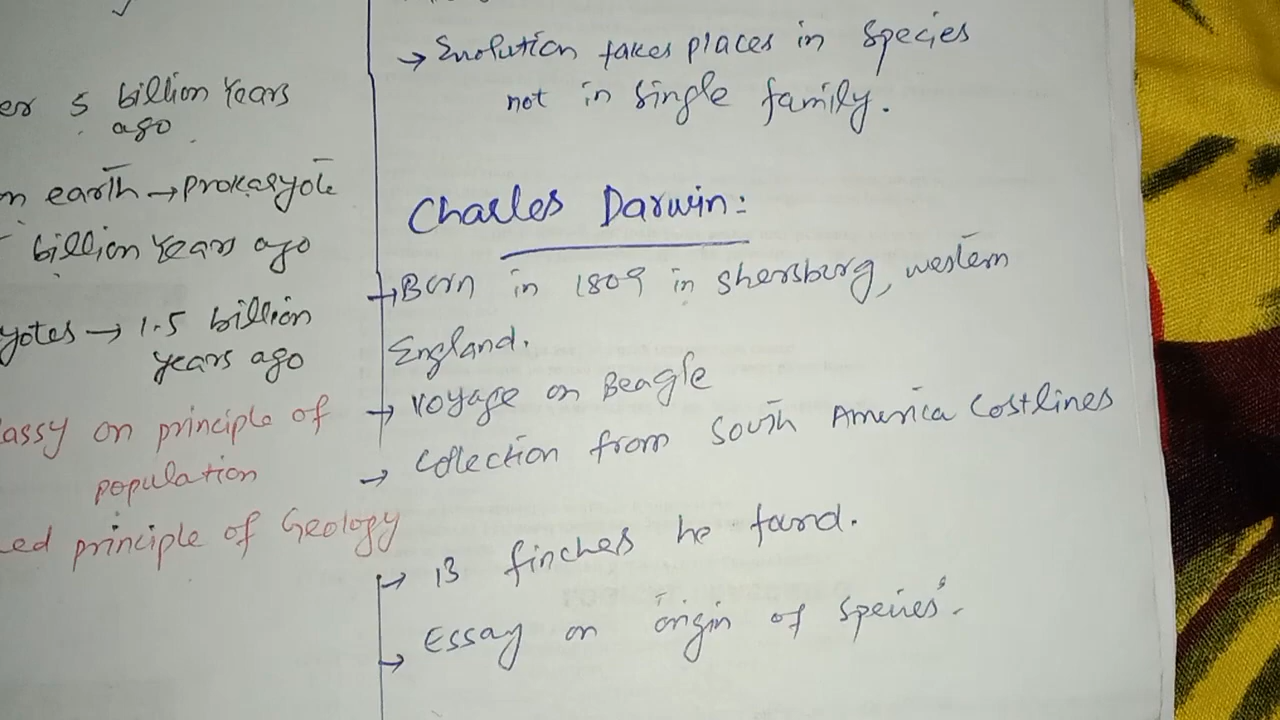 er 5 billion Years
ago
n earth → prokaryote
billion Years ago
yotes → 1.5 billion
years ago
assy on principle of
population
ed principle of Geology
→ Evolution takes places in Species
not in single family.
Charles Darwin:
→ Born in 1809 in shersburg, western
England.
→ Voyage on Beagle
→ Collection from South America Costlines
→ 13 finches he found.
→ Essay on origin of Species'.